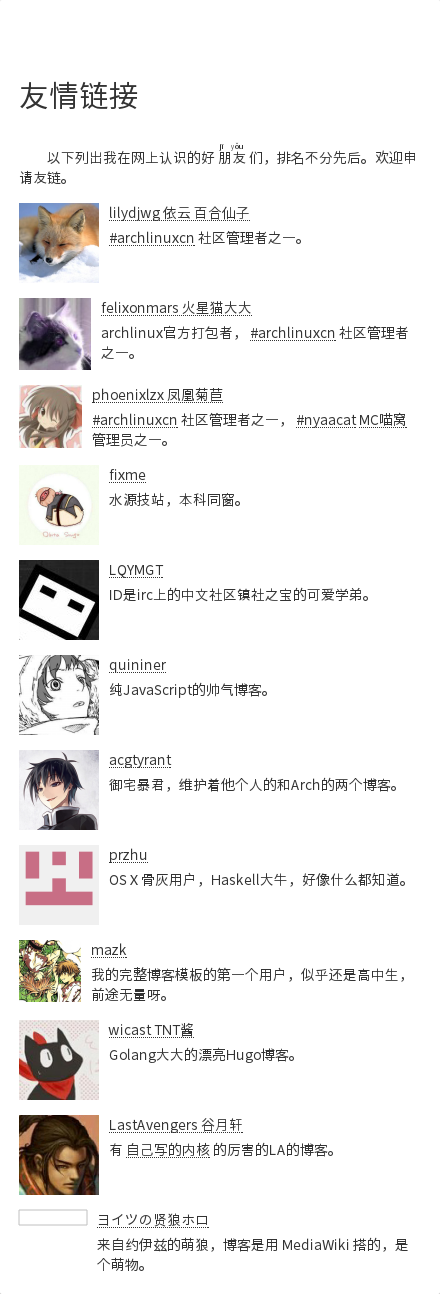 友情链接
jī yǒu
以下列出我在网上认识的好 朋友 们，排名不分先后。欢迎申
请友链。
lilydjwg 依云 百合仙子
#archlinuxcn 社区管理者之一。
felixonmars 火星猫大大
archlinux官方打包者， #archlinuxcn 社区管理者
之一。
phoenixlzx 凤凰菊苣
#archlinuxcn 社区管理者之一， #nyaacat MC喵窝
管理员之一。
fixme
水源技站，本科同窗。
LQYMGT
ID是irc上的中文社区镇社之宝的可爱学弟。
quininer
纯JavaScript的帅气博客。
acgtyrant
御宅暴君，维护着他个人的和Arch的两个博客。
przhu
OS X 骨灰用户，Haskell大牛，好像什么都知道。
mazk
我的完整博客模板的第一个用户，似乎还是高中生，
前途无量呀。
wicast TNT酱
Golang大大的漂亮Hugo博客。
LastAvengers 谷月轩
有 自己写的内核 的厉害的LA的博客。
ヨイツの贤狼ホロ
来自约伊兹的萌狼，博客是用 MediaWiki 搭的，是
个萌物。